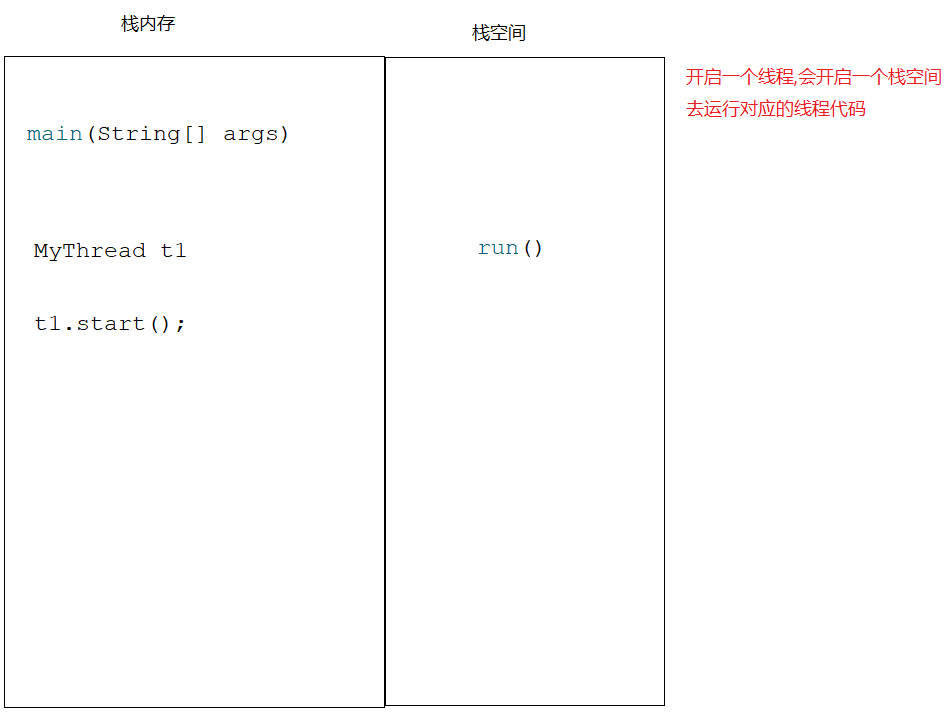 栈内存
栈空间
开启一个线程,会开启一个栈空间
去运行对应的线程代码
main(String[] args)
MyThread t1
run()
t1.start();